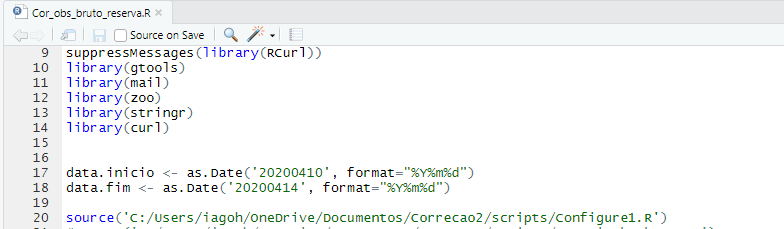 Cor_obs_bruto_reserva.R
Source on Save
9 suppressMessages(library(RCurl))
10 library(gtools)
11 library(mail)
12 library(zoo)
13 library(stringr)
14 library(curl)
15
16
17 data.inicio <- as.Date('20200410', format="%Y%m%d")
18 data.fim <- as.Date('20200414', format="%Y%m%d")
19
20 source('C:/Users/iagoh/OneDrive/Documentos/Correcao2/scripts/Configure1.R')